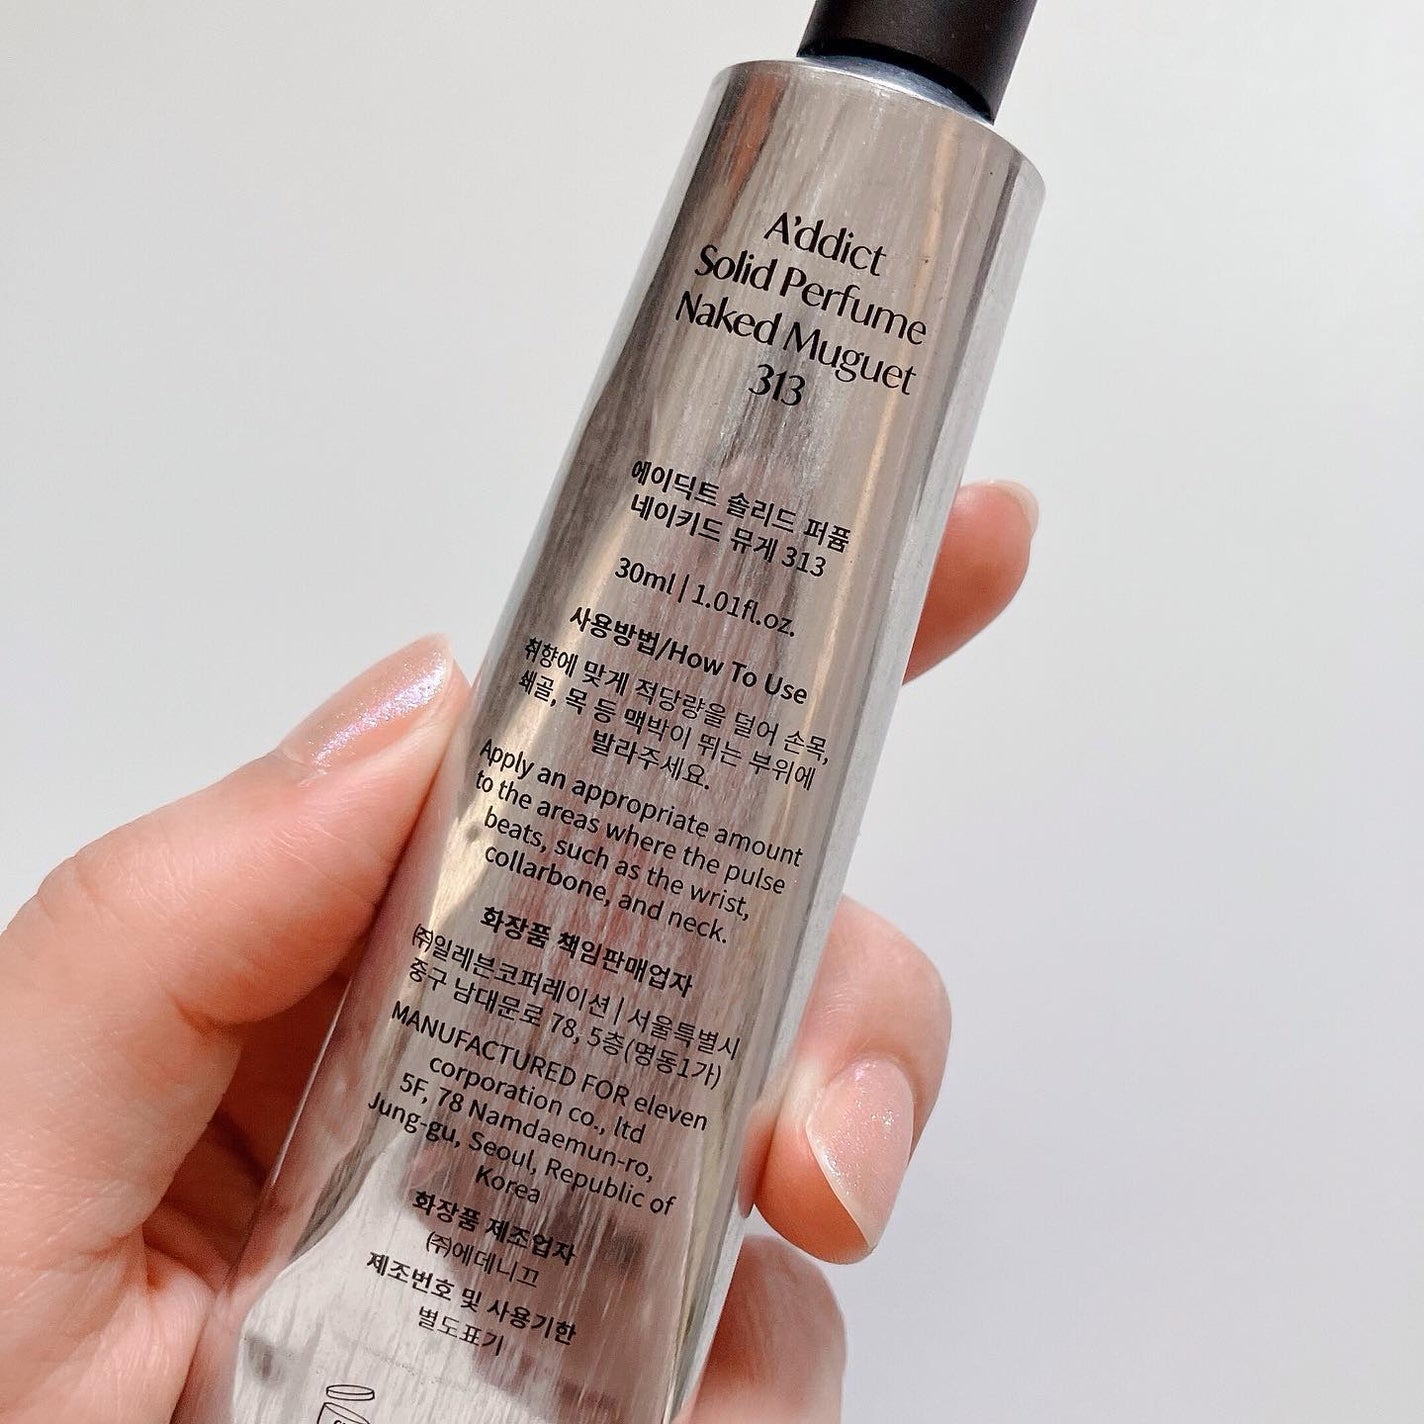 A'ddict
Solid Perfume
Naked Muguet
313
에이딕트 솔리드 퍼퓸
네이키드 뮤게 313
30ml | 1.01fl.oz.
사용방법/How To Use
취향에 맞게 적당량을 덜어 손목,
쇄골, 목 등 맥박이 뛰는 부위에
발라주세요.
Apply an appropriate amount
to the areas where the pulse
beats, such as the wrist,
collarbone, and neck.
화장품 책임판매업자
㈜일레븐코퍼레이션 | 서울특별시
중구 남대문로 78, 5층(명동1가)
MANUFACTURED FOR eleven
corporation co., ltd
5F, 78 Namdaemun-ro,
Jung-gu, Seoul, Republic of
Korea
화장품 제조업자
㈜에데니끄
제조번호 및 사용기한
별도표기